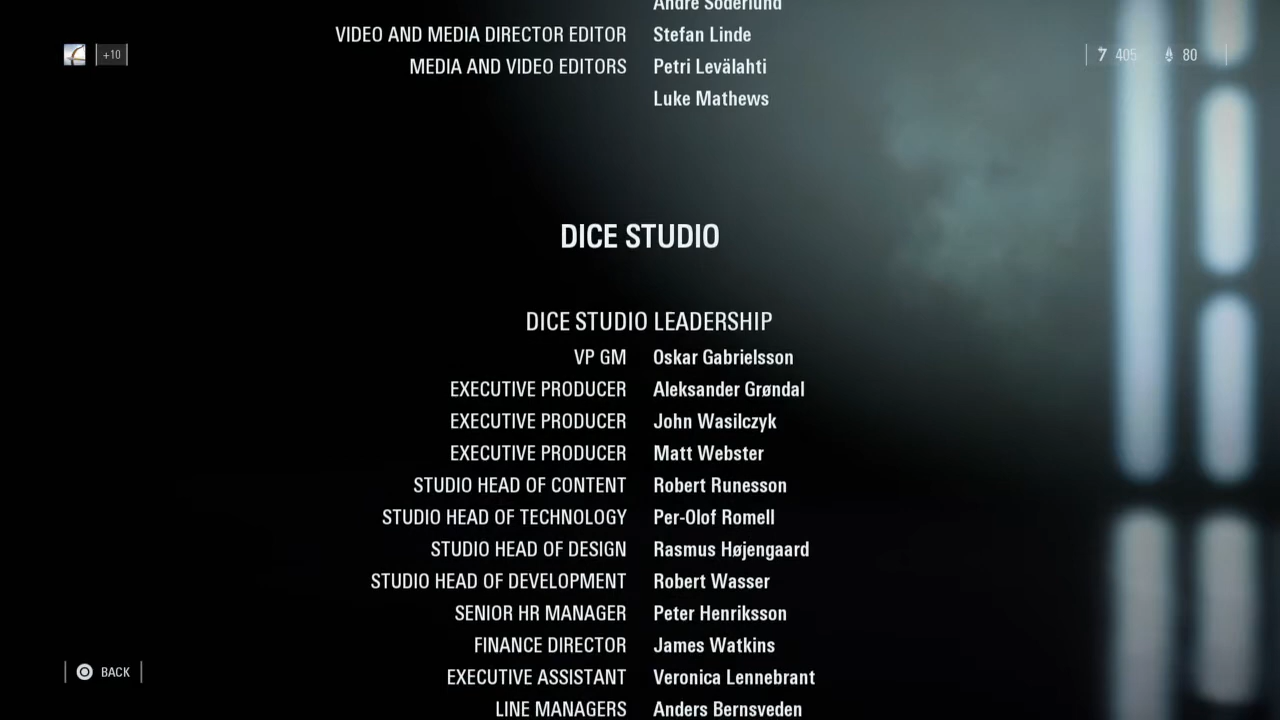 Andre Söderlund
VIDEO AND MEDIA DIRECTOR EDITOR Stefan Linde
+10
405 80
MEDIA AND VIDEO EDITORS Petri Levälahti
Luke Mathews
DICE STUDIO
DICE STUDIO LEADERSHIP
VP GM Oskar Gabrielsson
EXECUTIVE PRODUCER Aleksander Grøndal
EXECUTIVE PRODUCER John Wasilczyk
EXECUTIVE PRODUCER Matt Webster
STUDIO HEAD OF CONTENT Robert Runesson
STUDIO HEAD OF TECHNOLOGY Per-Olof Romell
STUDIO HEAD OF DESIGN Rasmus Højengaard
STUDIO HEAD OF DEVELOPMENT Robert Wasser
SENIOR HR MANAGER Peter Henriksson
FINANCE DIRECTOR James Watkins
BACK
EXECUTIVE ASSISTANT Veronica Lennebrant
LINE MANAGERS Anders Bernsveden